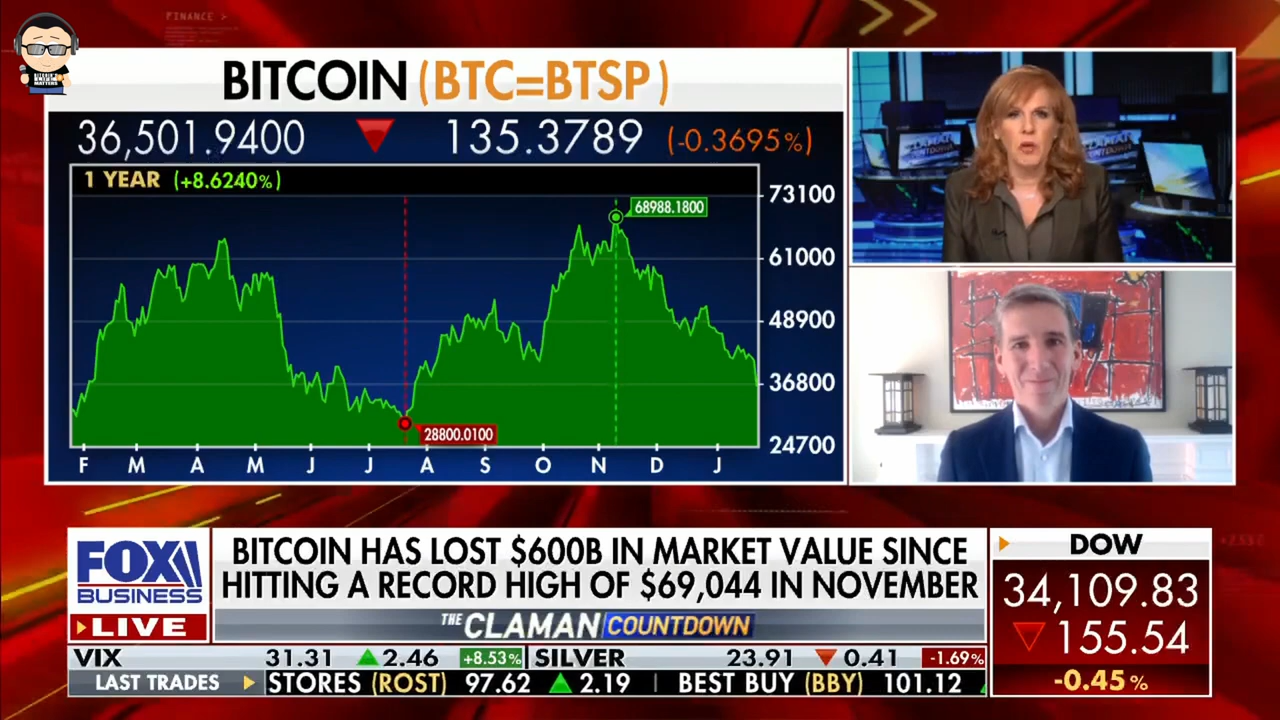 FINANCE >
BITCOIN (BTC=BTSP)
36,501.9400 135.3789 (-0.3695%)
1 YEAR (+8.6240%)
73100
68988.1800
61000
48900
36800
28800.0100
24700
F M A M J J A S O N D J
CLAMAN
COUNTDOWN
CLAMAN
FOX
BUSINESS
LIVE
BITCOIN HAS LOST $600B IN MARKET VALUE SINCE
HITTING A RECORD HIGH OF $69,044 IN NOVEMBER
THE CLAMAN COUNTDOWN
DOW
34,109.83
155.54
-0.45%
VIX 31.31 2.46 +8.53% SILVER 23.91 0.41 -1.69%
LAST TRADES STORES (ROST) 97.62 2.19 | BEST BUY (BBY) 101.12